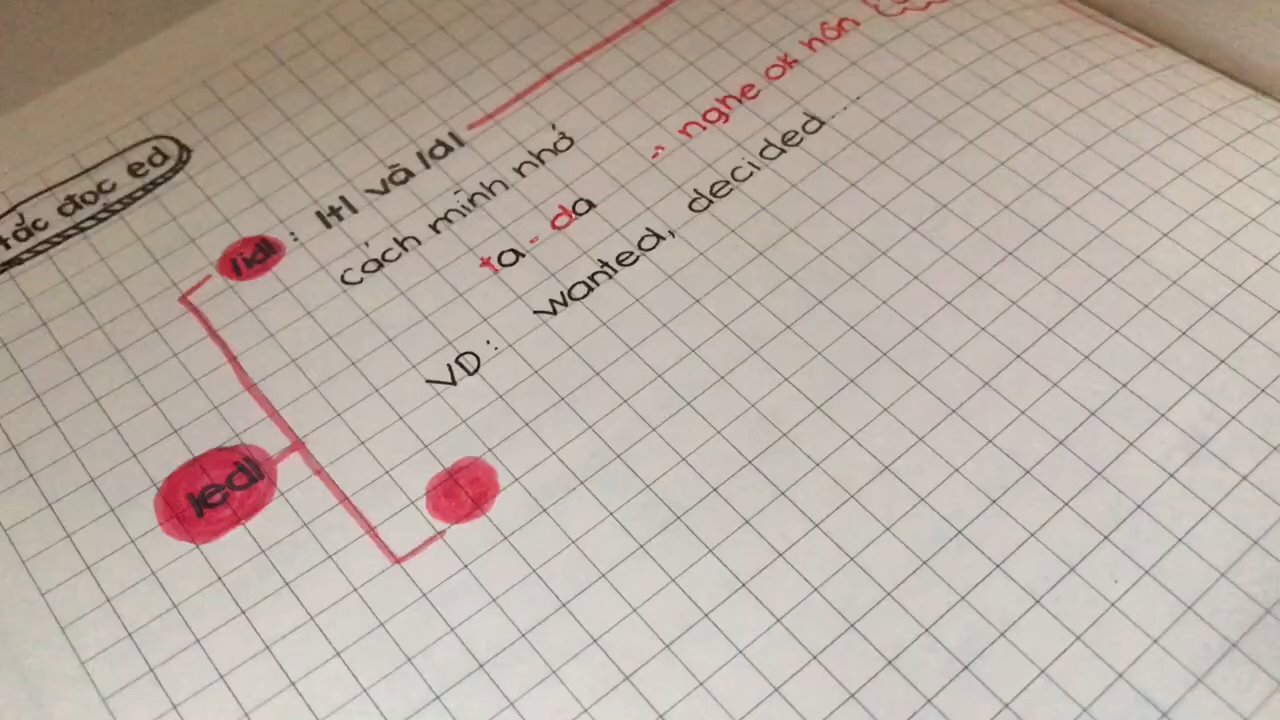 tắc đọc ed
/id/ : /t/ và /d/
cách mình nhớ
ta - da
→ nghe ok hơn
VD : wanted, decided...
/ed/